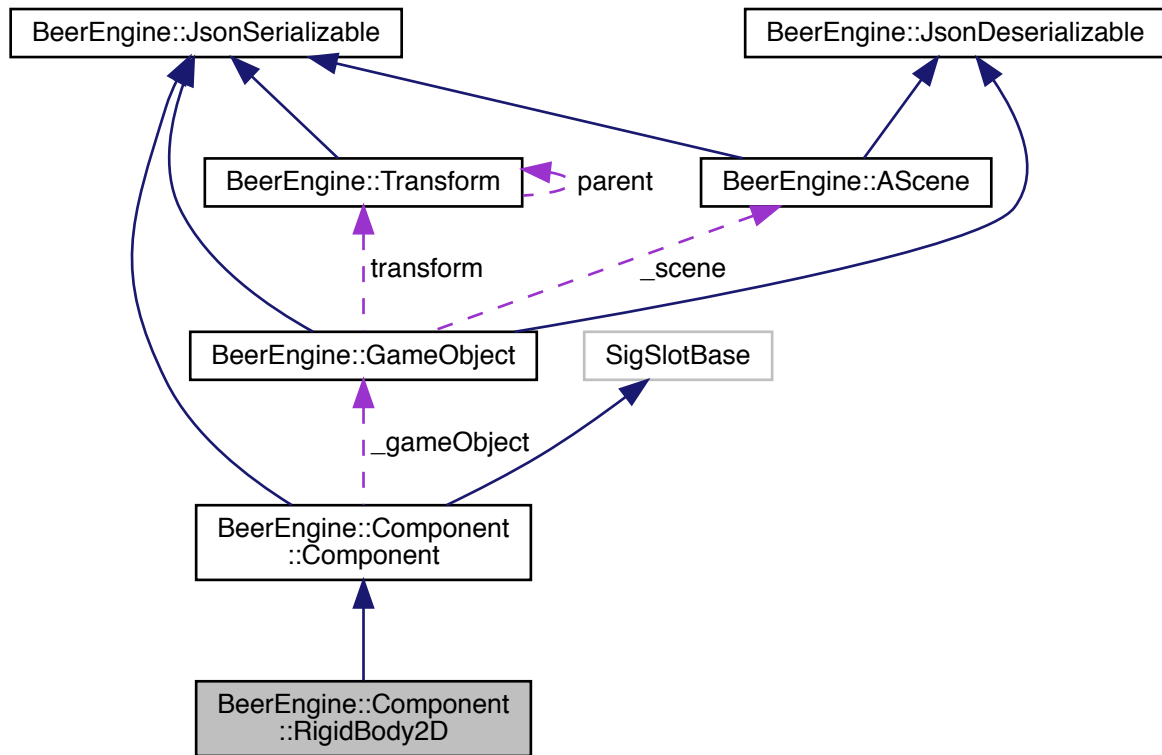 BeerEngine::JsonSerializable
BeerEngine::JsonDeserializable
BeerEngine::Transform
parent
BeerEngine::AScene
transform
_scene
BeerEngine::GameObject
SigSlotBase
_gameObject
BeerEngine::Component
::Component
BeerEngine::Component
::RigidBody2D